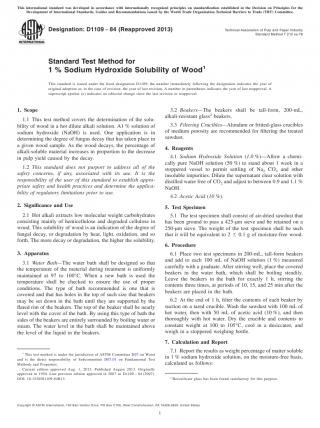 This international standard was developed in accordance with internationally recognized principles on standardization established in the Decision on Principles for the
Development of International Standards, Guides and Recommendations issued by the World Trade Organization Technical Barriers to Trade (TBT) Committee.
Designation: D1109 − 84 (Reapproved 2013)
Technical Association of Pulp and Paper Industry
Standard Method T 212 os-76
Standard Test Method for
1 % Sodium Hydroxide Solubility of Wood¹
This standard is issued under the fixed designation D1109; the number immediately following the designation indicates the year of
original adoption or, in the case of revision, the year of last revision. A number in parentheses indicates the year of last reapproval. A
superscript epsilon (ε) indicates an editorial change since the last revision or reapproval.
1. Scope
1.1 This test method covers the determination of the solu-
bility of wood in a hot dilute alkali solution. A 1 % solution of
sodium hydroxide (NaOH) is used. One application is in
determining the degree of fungus decay that has taken place in
a given wood sample. As the wood decays, the percentage of
alkali-soluble material increases in proportion to the decrease
in pulp yield caused by the decay.
1.2 This standard does not purport to address all of the
safety concerns, if any, associated with its use. It is the
responsibility of the user of this standard to establish appro-
priate safety and health practices and determine the applica-
bility of regulatory limitations prior to use.
2. Significance and Use
2.1 Hot alkali extracts low molecular weight carbohydrates
consisting mainly of hemicellulose and degraded cellulose in
wood. This solubility of wood is an indication of the degree of
fungal decay, or degradation by heat, light, oxidation, and so
forth. The more decay or degradation, the higher the solubility.
3. Apparatus
3.1 Water Bath—The water bath shall be designed so that
the temperature of the material during treatment is uniformly
maintained at 97 to 100°C. When a new bath is used the
temperature shall be checked to ensure the use of proper
conditions. The type of bath recommended is one that is
covered and that has holes in the top of such size that beakers
may be set down in the bath until they are supported by the
flared rim of the beakers. The top of the beaker shall be nearly
level with the cover of the bath. By using this type of bath the
sides of the beakers are entirely surrounded by boiling water or
steam. The water level in the bath shall be maintained above
the level of the liquid in the beakers.
¹ This test method is under the jurisdiction of ASTM Committee D07 on Wood
and is the direct responsibility of Subcommittee D07.01 on Fundamental Test
Methods and Properties.
Current edition approved Aug. 1, 2013. Published August 2013. Originally
approved in 1950. Last previous edition approved in 2007 as D1109 – 84 (2007).
DOI: 10.1520/D1109-84R13.
3.2 Beakers—The beakers shall be tall-form, 200-mL,
alkali-resistant glass² beakers.
3.3 Filtering Crucibles—Alundum or fritted-glass crucibles
of medium porosity are recommended for filtering the treated
sawdust.
4. Reagents
4.1 Sodium Hydroxide Solution (1.0 %)—Allow a chemi-
cally pure NaOH solution (50 %) to stand about 1 week in a
stoppered vessel to permit settling of Na₂ CO₃ and other
insoluble impurities. Dilute the supernatant clear solution with
distilled water free of CO₂ and adjust to between 0.9 and 1.1 %
NaOH.
4.2 Acetic Acid (10 %).
5. Test Specimen
5.1 The test specimen shall consist of air-dried sawdust that
has been ground to pass a 425-μm sieve and be retained on a
250-μm sieve. The weight of the test specimen shall be such
that it will be equivalent to 2 ± 0.1 g of moisture-free wood.
6. Procedure
6.1 Place two test specimens in 200-mL, tall-form beakers
and add to each 100 mL of NaOH solution (1 %) measured
carefully with a graduate. After stirring well, place the covered
beakers in the water bath, which shall be boiling steadily.
Leave the beakers in the bath for exactly 1 h, stirring the
contents three times, at periods of 10, 15, and 25 min after the
beakers are placed in the bath.
6.2 At the end of 1 h, filter the contents of each beaker by
suction on a tared crucible. Wash the sawdust with 100 mL of
hot water, then with 50 mL of acetic acid (10 %), and then
thoroughly with hot water. Dry the crucible and contents to
constant weight at 100 to 105°C, cool in a desiccator, and
weigh in a stoppered weighing bottle.
7. Calculation and Report
7.1 Report the results as weight percentage of matter soluble
in 1 % sodium hydroxide solution, on the moisture-free basis,
calculated as follows:
² Borosilicate glass has been found satisfactory for this purpose.
Copyright © ASTM International, 100 Barr Harbor Drive, PO Box C700, West Conshohocken, PA 19428-2959. United States
1